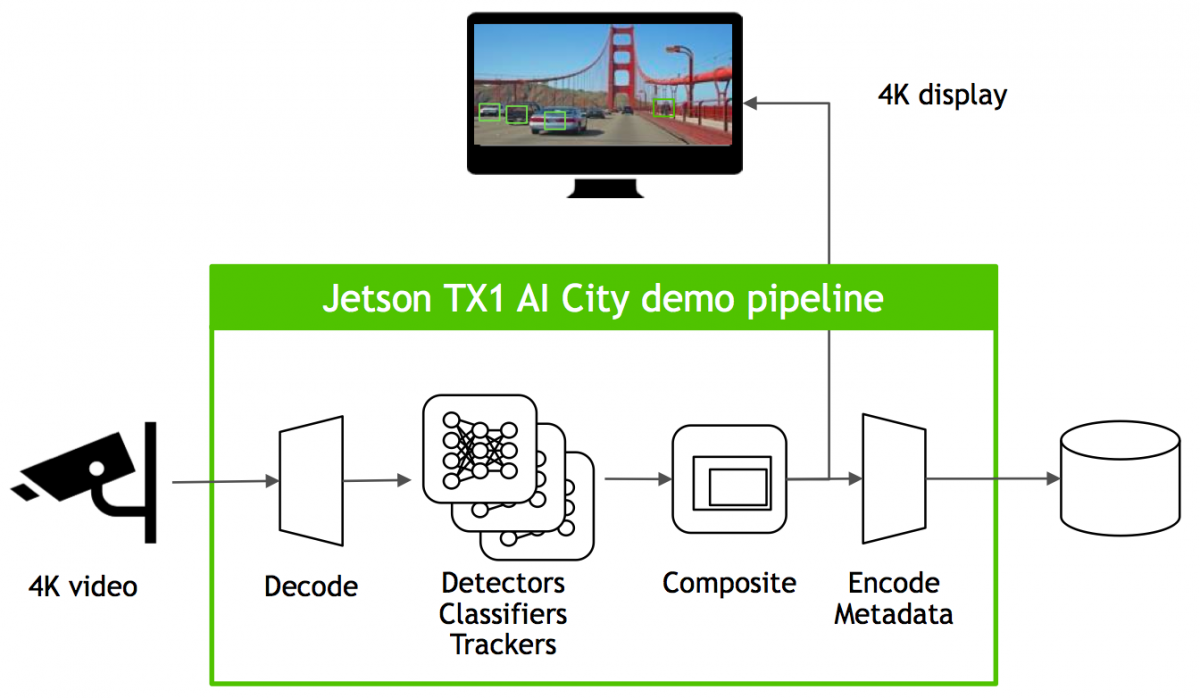 4K display
Jetson TX1 AI City demo pipeline
4K video
Decode
Detectors
Classifiers
Trackers
Composite
Encode
Metadata